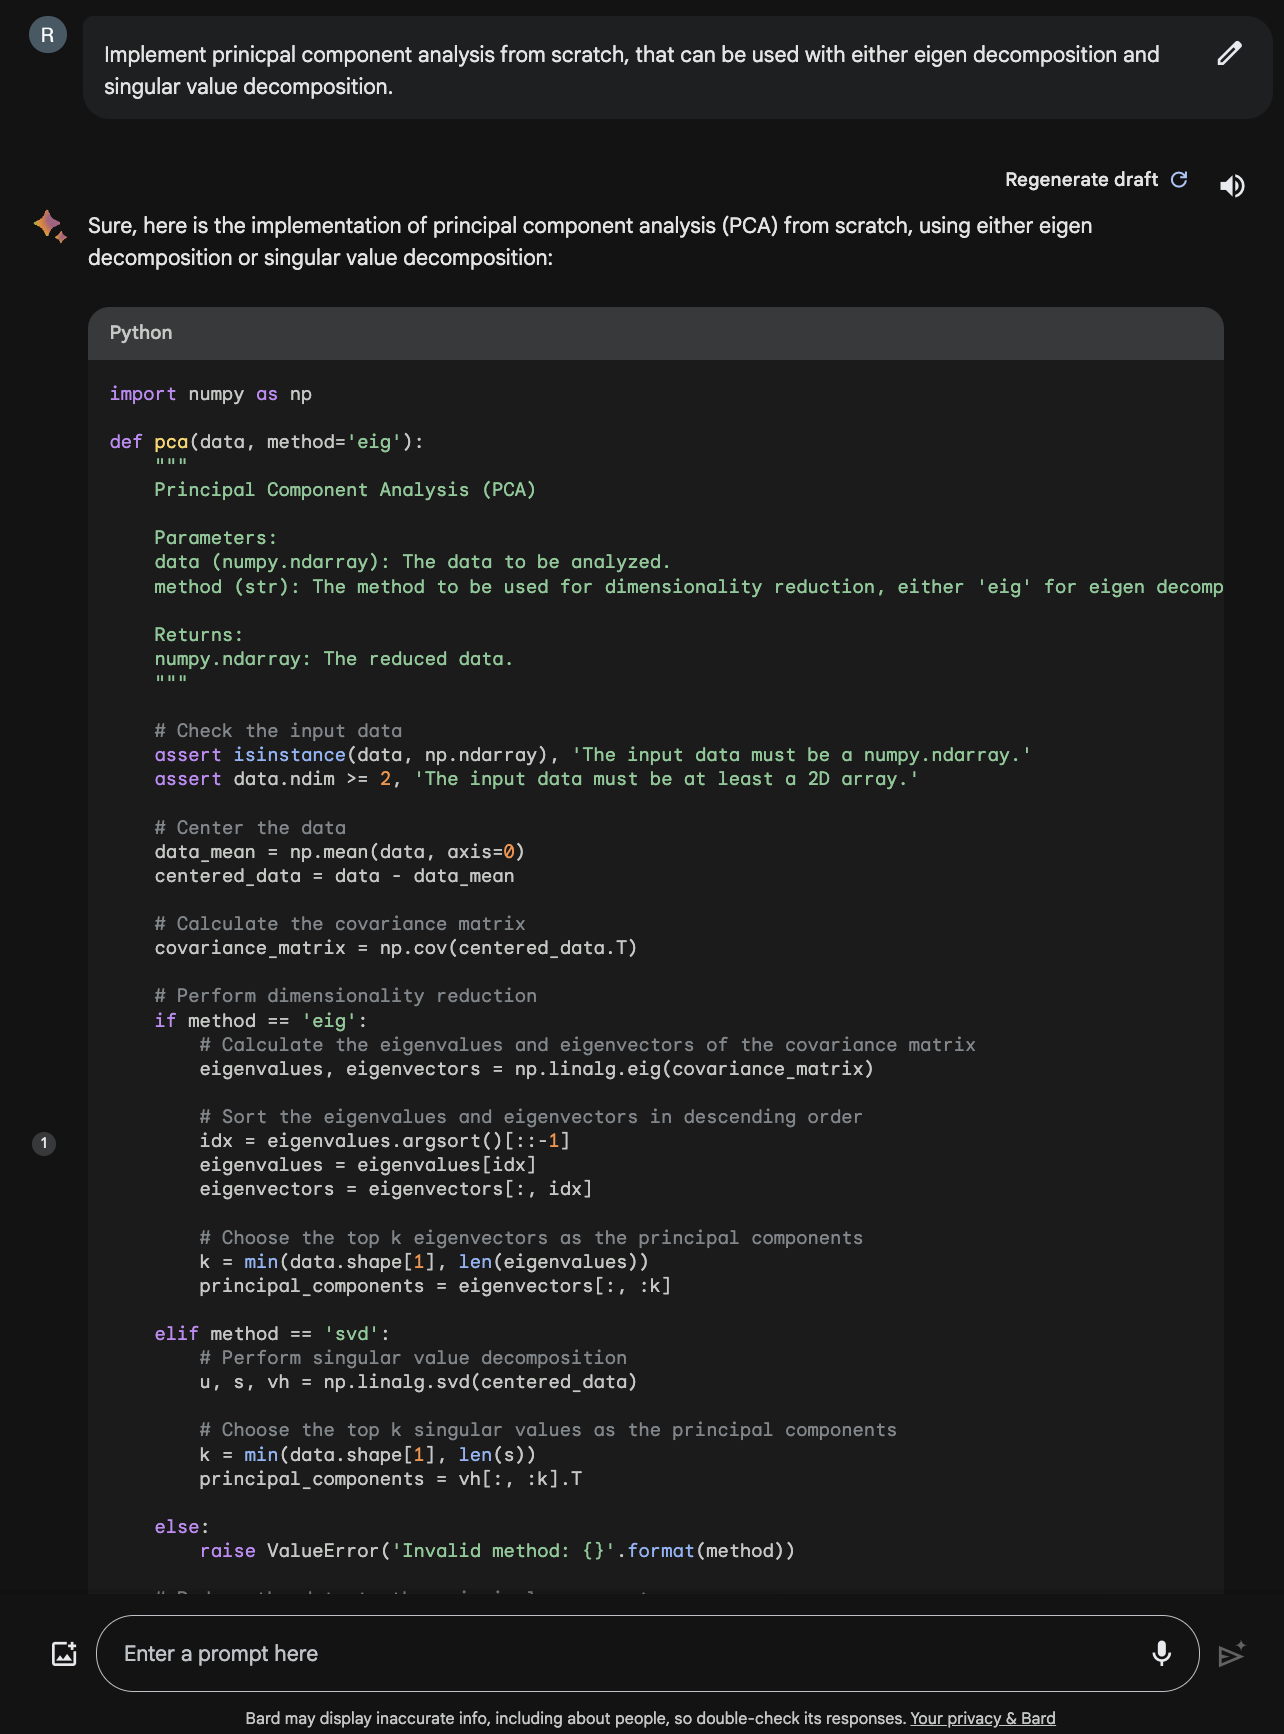 R
Implement prinicpal component analysis from scratch, that can be used with either eigen decomposition and
singular value decomposition.
Regenerate draft
Sure, here is the implementation of principal component analysis (PCA) from scratch, using either eigen
decomposition or singular value decomposition:
Python
import numpy as np
def pca(data, method='eig'):
    """
    Principal Component Analysis (PCA)
    Parameters:
    data (numpy.ndarray): The data to be analyzed.
    method (str): The method to be used for dimensionality reduction, either 'eig' for eigen decomp
    Returns:
    numpy.ndarray: The reduced data.
    """
    # Check the input data
    assert isinstance(data, np.ndarray), 'The input data must be a numpy.ndarray.'
    assert data.ndim >= 2, 'The input data must be at least a 2D array.'
    # Center the data
    data_mean = np.mean(data, axis=0)
    centered_data = data - data_mean
    # Calculate the covariance matrix
    covariance_matrix = np.cov(centered_data.T)
    # Perform dimensionality reduction
    if method == 'eig':
        # Calculate the eigenvalues and eigenvectors of the covariance matrix
        eigenvalues, eigenvectors = np.linalg.eig(covariance_matrix)
        # Sort the eigenvalues and eigenvectors in descending order
1
        idx = eigenvalues.argsort()[::-1]
        eigenvalues = eigenvalues[idx]
        eigenvectors = eigenvectors[:, idx]
        # Choose the top k eigenvectors as the principal components
        k = min(data.shape[1], len(eigenvalues))
        principal_components = eigenvectors[:, :k]
    elif method == 'svd':
        # Perform singular value decomposition
        u, s, vh = np.linalg.svd(centered_data)
        # Choose the top k singular values as the principal components
        k = min(data.shape[1], len(s))
        principal_components = vh[:, :k].T
    else:
        raise ValueError('Invalid method: {}'.format(method))
Enter a prompt here
Bard may display inaccurate info, including about people, so double-check its responses. Your privacy & Bard